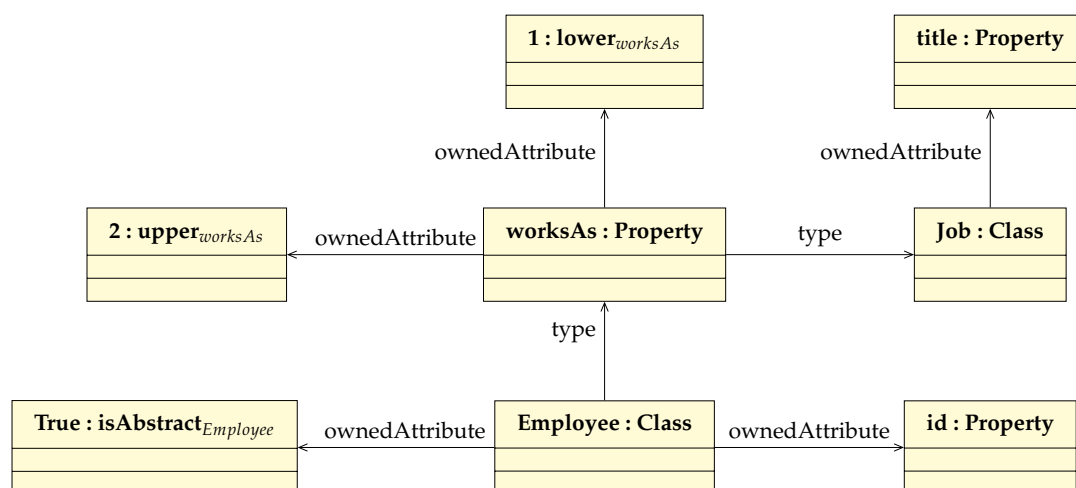 1 : lower_worksAs
title : Property
ownedAttribute
ownedAttribute
2 : upper_worksAs
ownedAttribute
worksAs : Property
type
Job : Class
type
True : isAbstract_Employee
ownedAttribute
Employee : Class
ownedAttribute
id : Property